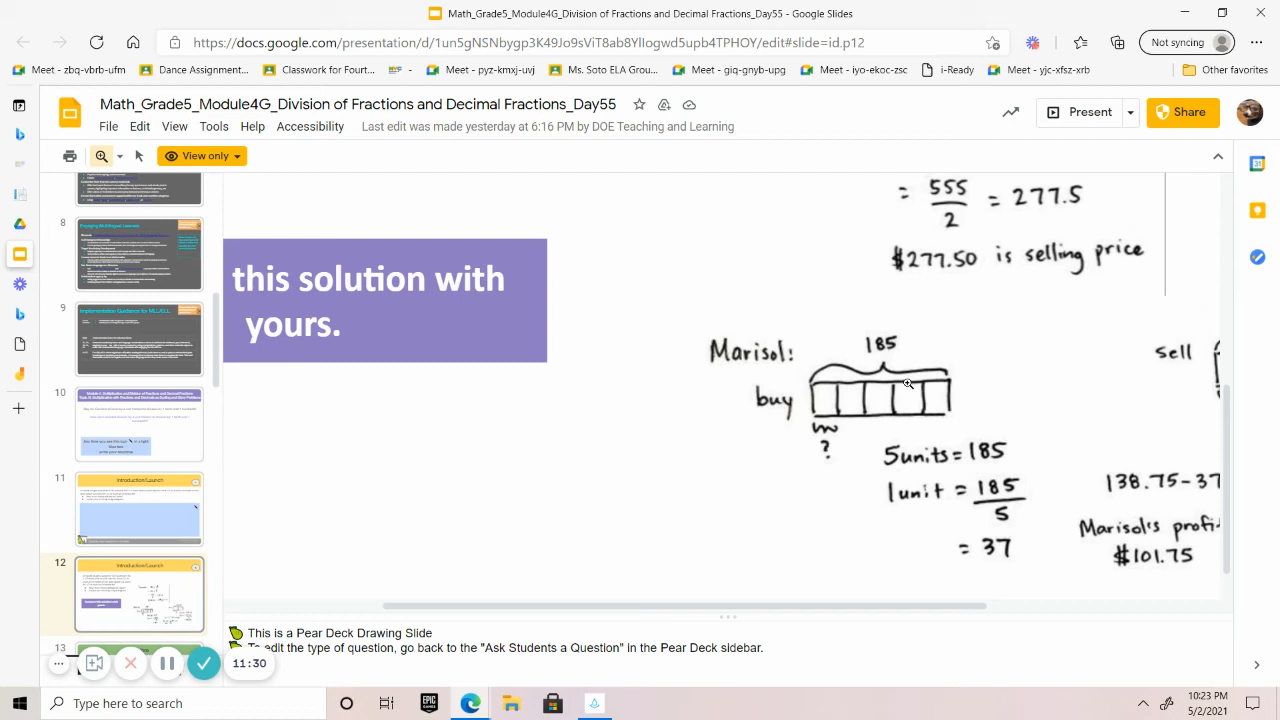 Math_Grade5_Module4G_Division of Fractions and Decimal Fractions_Day55 - Google Slides
https://docs.google.com/presentation/d/1un5gNSNbygp3K49Jo9sViT8ab8YlIogwd5upb4TPHOY/edit#slide=id.p12
Not syncing
Meet - zbq-vbrb-ufm
Dance Assignment...
Classwork for Fourt...
Meet - pyz-kmxj-uvj
Ms. Soto ELA Grou...
Meet - giq-gnyb-upg
Meet - iyo-ekoc-zsc
i-Ready
Meet - yjc-xfsz-xrb
Other favorites
Math_Grade5_Module4G_Division of Fractions and Decimal Fractions_Day55
File Edit View Tools Help Accessibility
Last edit was made yesterday at 6:16 PM by DOE Teaching and Learning
Present
Share
View only
8
Engaging Multilingual Learners
9
Implementation Guidance for MLL/ELL
10
11
Introduction/Launch
12
Introduction/Launch
13
this solution with
yours.
= 555/2 = 277.5
$277.50 is selling price
Marisol:
185
buy
?
5units = 185
1unit = 185/5
= 37
sell
138.75-37
Marisol's profi
$101.75
This is a Pear Deck Drawing Slide
To edit the type of question, go back to the "Ask Students a Question" in the Pear Deck sidebar.
11:30
Type here to search
EPIC GAMES
10:23 PM
5/2/2021